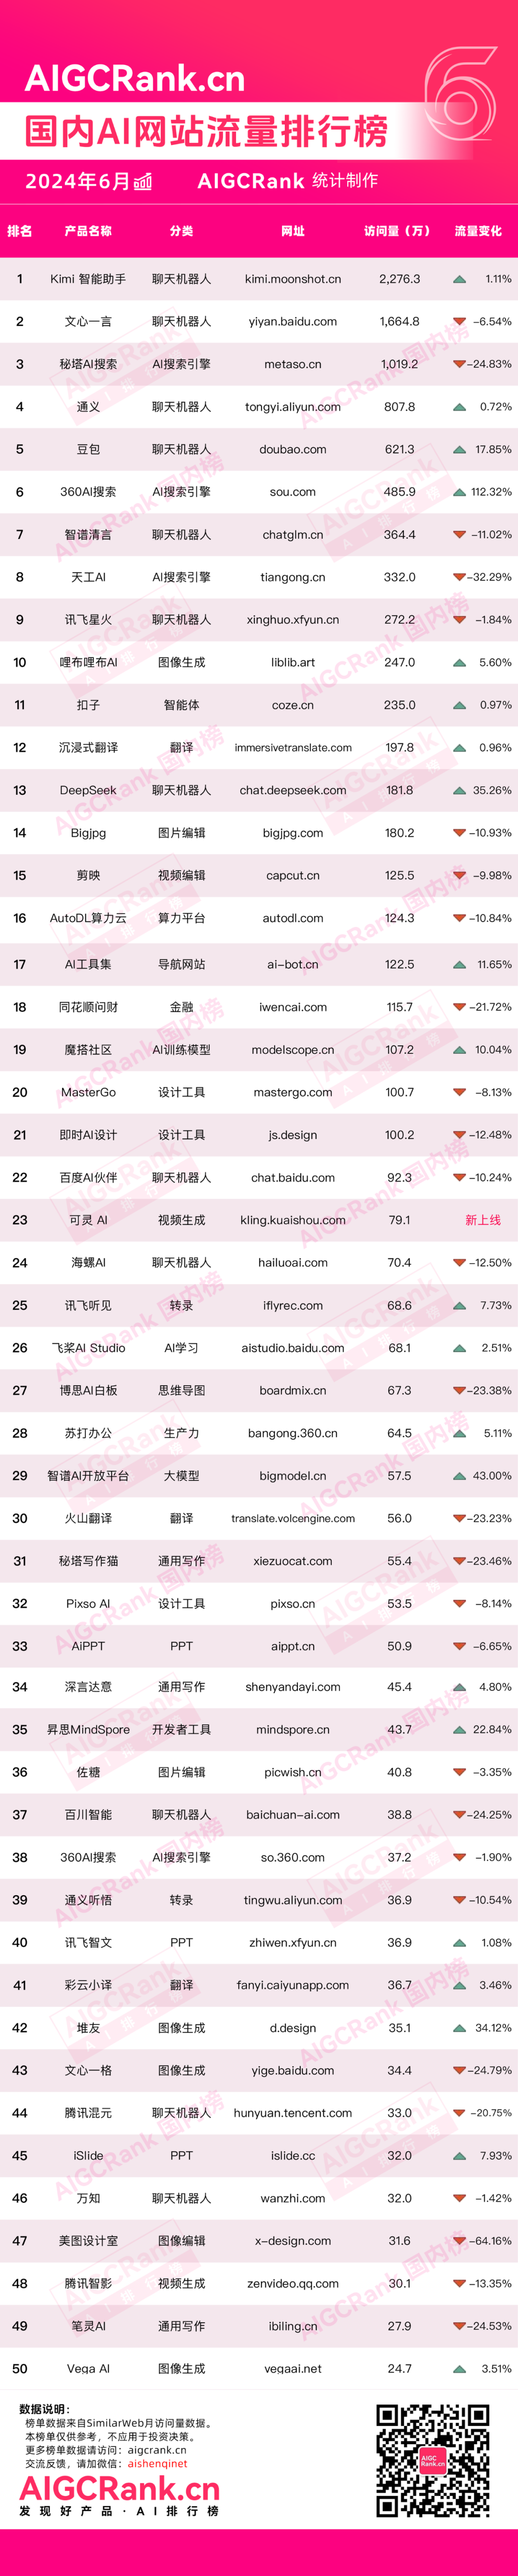 AIGCRank.cn
6
国内AI网站流量排行榜
2024年6月 AIGCRank 统计制作
排名 产品名称 分类 网址 访问量（万） 流量变化
1 Kimi 智能助手 聊天机器人 kimi.moonshot.cn 2,276.3 1.11%
2 文心一言 聊天机器人 yiyan.baidu.com 1,664.8 -6.54%
3 秘塔AI搜索 AI搜索引擎 metaso.cn 1,019.2 -24.83%
4 通义 聊天机器人 tongyi.aliyun.com 807.8 0.72%
5 豆包 聊天机器人 doubao.com 621.3 17.85%
6 360AI搜索 AI搜索引擎 sou.com 485.9 112.32%
7 智谱清言 聊天机器人 chatglm.cn 364.4 -11.02%
8 天工AI AI搜索引擎 tiangong.cn 332.0 -32.29%
9 讯飞星火 聊天机器人 xinghuo.xfyun.cn 272.2 -1.84%
10 哩布哩布AI 图像生成 liblib.art 247.0 5.60%
11 扣子 智能体 coze.cn 235.0 0.97%
12 沉浸式翻译 翻译 immersivetranslate.com 197.8 0.96%
13 DeepSeek 聊天机器人 chat.deepseek.com 181.8 35.26%
14 Bigjpg 图片编辑 bigjpg.com 180.2 -10.93%
15 剪映 视频编辑 capcut.cn 125.5 -9.98%
16 AutoDL算力云 算力平台 autodl.com 124.3 -10.84%
17 AI工具集 导航网站 ai-bot.cn 122.5 11.65%
18 同花顺问财 金融 iwencai.com 115.7 -21.72%
19 魔搭社区 AI训练模型 modelscope.cn 107.2 10.04%
20 MasterGo 设计工具 mastergo.com 100.7 -8.13%
21 即时AI设计 设计工具 js.design 100.2 -12.48%
22 百度AI伙伴 聊天机器人 chat.baidu.com 92.3 -10.24%
23 可灵 AI 视频生成 kling.kuaishou.com 79.1 新上线
24 海螺AI 聊天机器人 hailuoai.com 70.4 -12.50%
25 讯飞听见 转录 iflyrec.com 68.6 7.73%
26 飞桨AI Studio AI学习 aistudio.baidu.com 68.1 2.51%
27 博思AI白板 思维导图 boardmix.cn 67.3 -23.38%
28 苏打办公 生产力 bangong.360.cn 64.5 5.11%
29 智谱AI开放平台 大模型 bigmodel.cn 57.5 43.00%
30 火山翻译 翻译 translate.volcengine.com 56.0 -23.23%
31 秘塔写作猫 通用写作 xiezuocat.com 55.4 -23.46%
32 Pixso AI 设计工具 pixso.cn 53.5 -8.14%
33 AiPPT PPT aippt.cn 50.9 -6.65%
34 深言达意 通用写作 shenyandayi.com 45.4 4.80%
35 昇思MindSpore 开发者工具 mindspore.cn 43.7 22.84%
36 佐糖 图片编辑 picwish.cn 40.8 -3.35%
37 百川智能 聊天机器人 baichuan-ai.com 38.8 -24.25%
38 360AI搜索 AI搜索引擎 so.360.com 37.2 -1.90%
39 通义听悟 转录 tingwu.aliyun.com 36.9 -10.54%
40 讯飞智文 PPT zhiwen.xfyun.cn 36.9 1.08%
41 彩云小译 翻译 fanyi.caiyunapp.com 36.7 3.46%
42 堆友 图像生成 d.design 35.1 34.12%
43 文心一格 图像生成 yige.baidu.com 34.4 -24.79%
44 腾讯混元 聊天机器人 hunyuan.tencent.com 33.0 -20.75%
45 iSlide PPT islide.cc 32.0 7.93%
46 万知 聊天机器人 wanzhi.com 32.0 -1.42%
47 美图设计室 图像编辑 x-design.com 31.6 -64.16%
48 腾讯智影 视频生成 zenvideo.qq.com 30.1 -13.35%
49 笔灵AI 通用写作 ibiling.cn 27.9 -24.53%
50 Vega AI 图像生成 vegaai.net 24.7 3.51%
数据说明：
榜单数据来自SimilarWeb月访问量数据。
本榜单仅供参考，不应用于投资决策。
更多榜单数据请访问：aigcrank.cn
交流反馈，请加微信：aishenqinet
AIGCRank.cn
发现好产品·AI排行榜
AIGC
Rank.cn